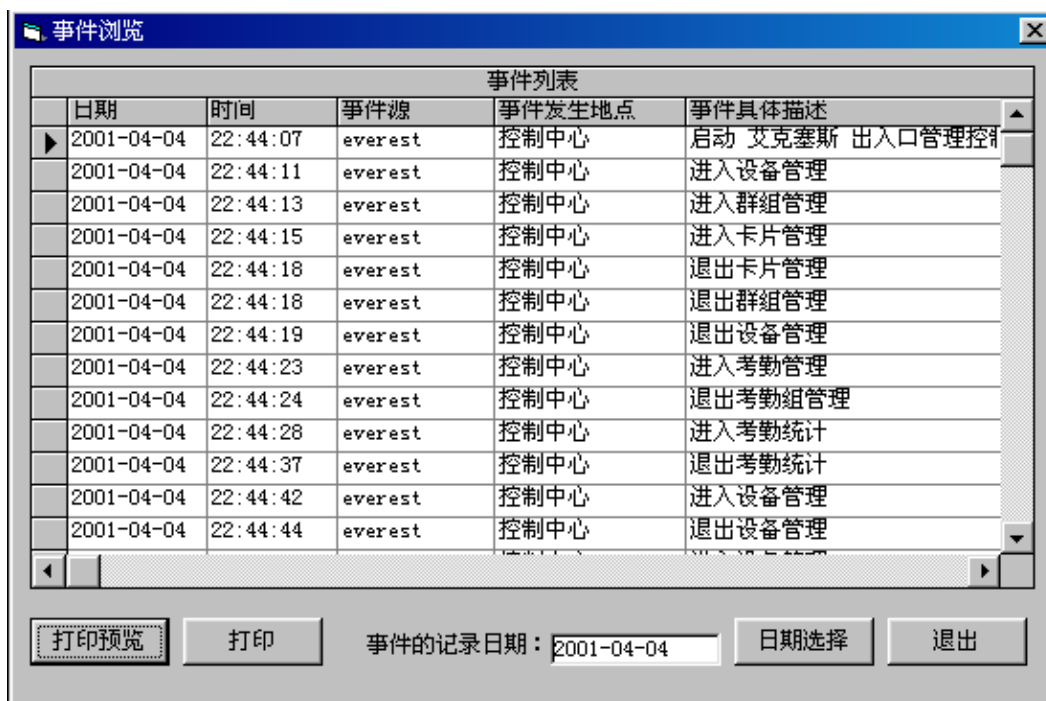 事件浏览
事件列表
日期 时间 事件源 事件发生地点 事件具体描述
2001-04-04 22:44:07 everest 控制中心 启动 艾克塞斯 出入口管理控制
2001-04-04 22:44:11 everest 控制中心 进入设备管理
2001-04-04 22:44:13 everest 控制中心 进入群组管理
2001-04-04 22:44:15 everest 控制中心 进入卡片管理
2001-04-04 22:44:18 everest 控制中心 退出卡片管理
2001-04-04 22:44:18 everest 控制中心 退出群组管理
2001-04-04 22:44:19 everest 控制中心 退出设备管理
2001-04-04 22:44:23 everest 控制中心 进入考勤管理
2001-04-04 22:44:24 everest 控制中心 退出考勤组管理
2001-04-04 22:44:28 everest 控制中心 进入考勤统计
2001-04-04 22:44:37 everest 控制中心 退出考勤统计
2001-04-04 22:44:42 everest 控制中心 进入设备管理
2001-04-04 22:44:44 everest 控制中心 退出设备管理
打印预览 打印 事件的记录日期：2001-04-04 日期选择 退出